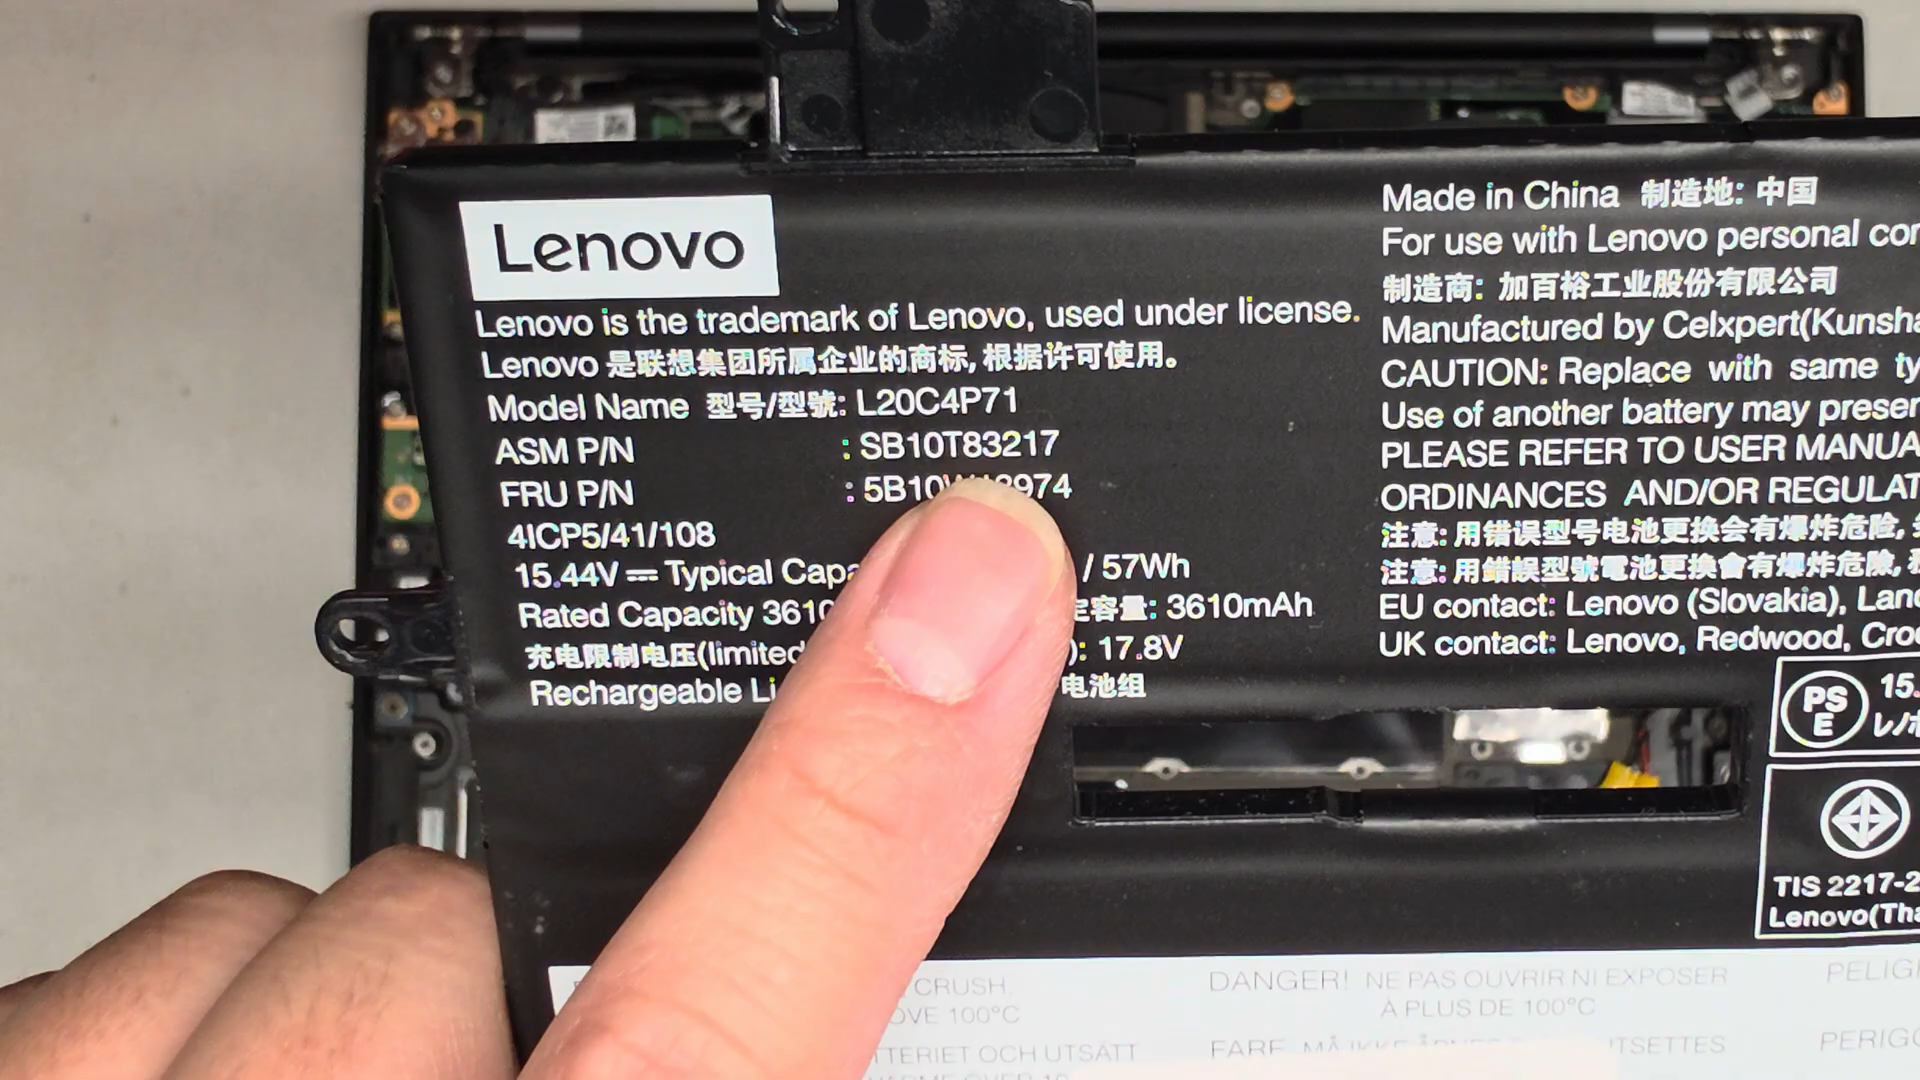 Lenovo
Lenovo is the trademark of Lenovo, used under license.
Lenovo 是联想集团所属企业的商标, 根据许可使用。
Model Name 型号/型號: L20C4P71
ASM P/N : SB10T83217
FRU P/N :
4ICP5/41/108
15.44V ⎓ Typical / 57Wh
Rated Capacity 容量: 3610mAh
充电限制电压(limited ): 17.8V
Rechargeable 电池组
Made in China 制造地: 中国
For use with Lenovo personal
制造商: 加百裕工业股份有限公司
Manufactured by
CAUTION: Replace with same
Use of another battery may
PLEASE REFER TO USER
ORDINANCES AND/OR
注意: 用错误型号电池更换会有爆炸危险,
注意: 用錯誤型號電池更換會有爆炸危險,
EU contact: Lenovo (Slovakia),
UK contact: Lenovo, Redwood,
PS
E
TIS
CRUSH,
100°C
OCH UTSÄTT
DANGER! NE PAS OUVRIR NI EXPOSER
À PLUS DE 100°C